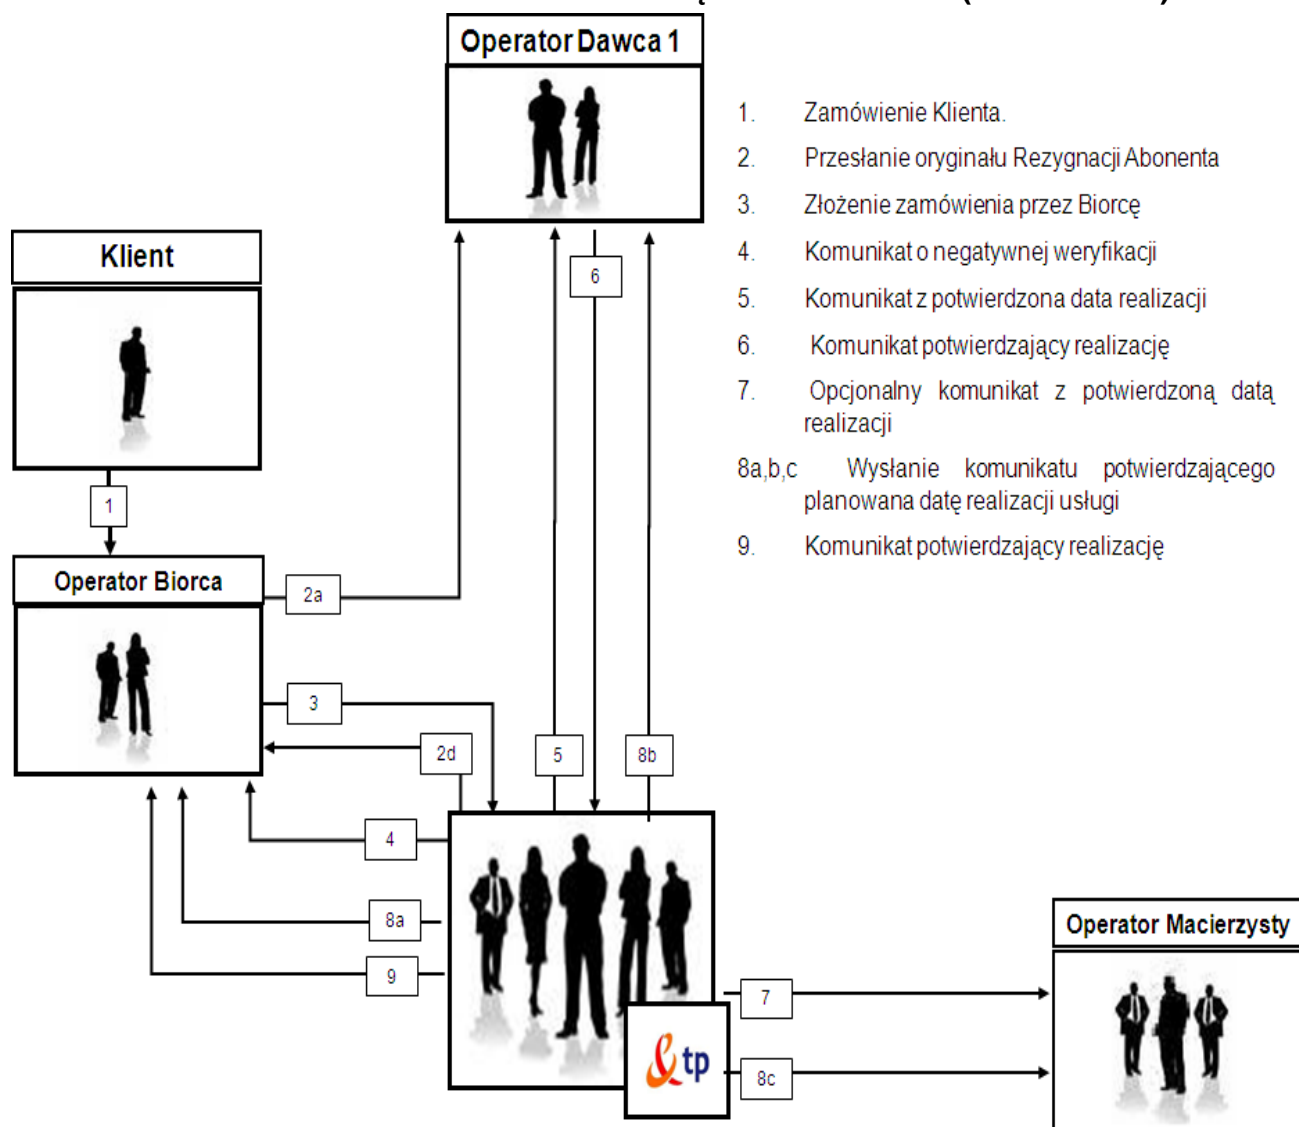 Operator Dawca 1
1. Zamówienie Klienta.
2. Przesłanie oryginału Rezygnacji Abonenta
3. Złożenie zamówienia przez Biorcę
4. Komunikat o negatywnej weryfikacji
5. Komunikat z potwierdzona data realizacji
6. Komunikat potwierdzający realizację
7. Opcjonalny komunikat z potwierdzoną datą
realizacji
8a,b,c Wysłanie komunikatu potwierdzającego
planowana datę realizacji usługi
9. Komunikat potwierdzający realizację
Klient
6
1
Operator Biorca
2a
3
2d
5
8b
4
8a
9
Operator Macierzysty
7
tp
8c